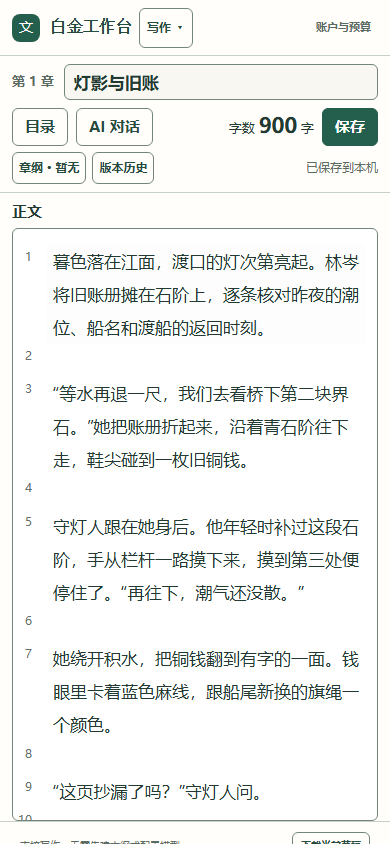 文 白金工作台 写作 账户与预算
第 1 章 灯影与旧账
目录 AI 对话 字数 900 字 保存
章纲·暂无 版本历史 已保存到本机
正文
1 暮色落在江面，渡口的灯次第亮起。林岑
将旧账册摊在石阶上，逐条核对昨夜的潮
位、船名和渡船的返回时刻。
2
3 “等水再退一尺，我们去看桥下第二块界
石。”她把账册折起来，沿着青石阶往下
走，鞋尖碰到一枚旧铜钱。
4
5 守灯人跟在她身后。他年轻时补过这段石
阶，手从栏杆一路摸下来，摸到第三处便
停住了。“再往下，潮气还没散。”
6
7 她绕开积水，把铜钱翻到有字的一面。钱
眼里卡着蓝色麻线，跟船尾新换的旗绳一
个颜色。
8
9 “这页抄漏了吗？”守灯人问。
10